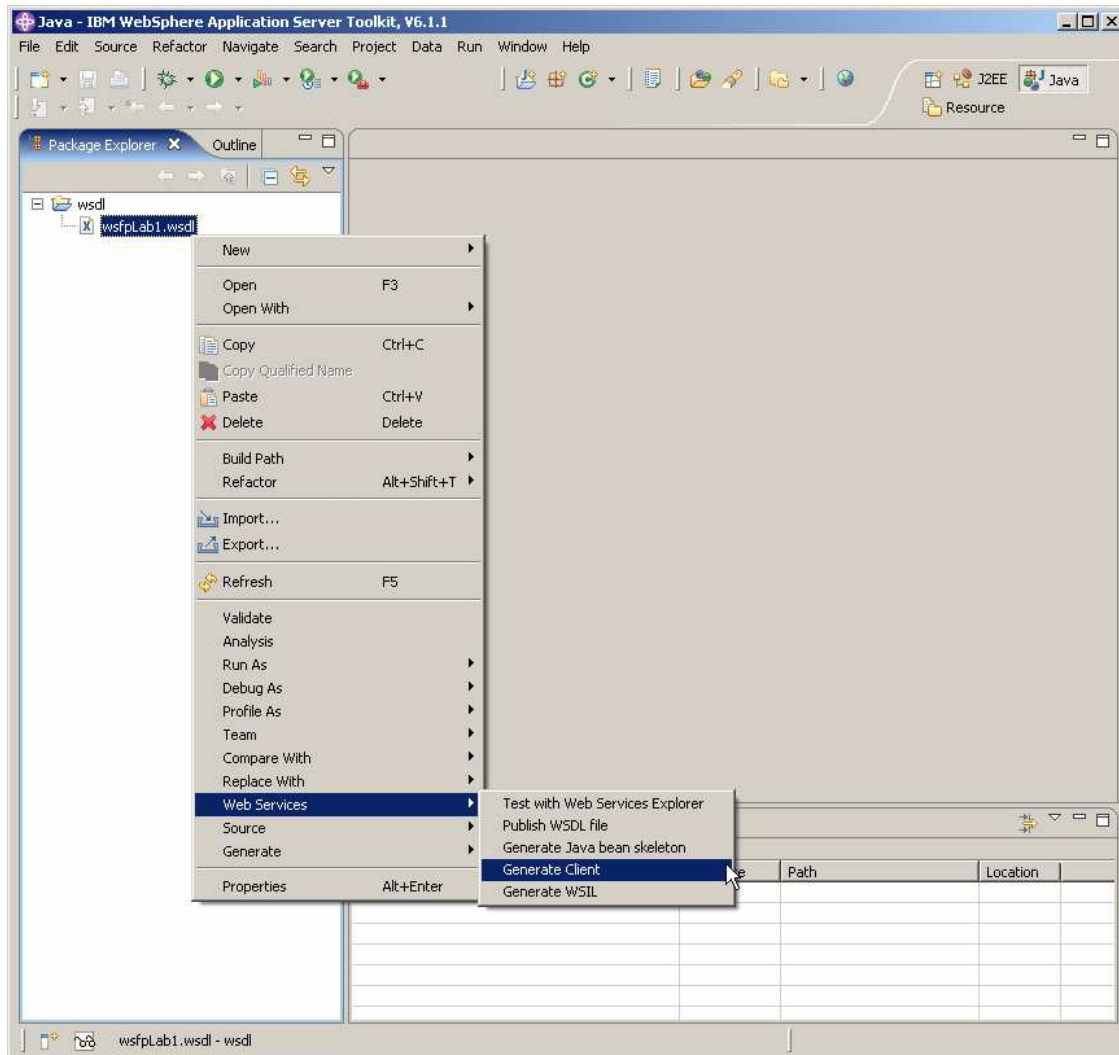 Java - IBM WebSphere Application Server Toolkit, V6.1.1
File Edit Source Refactor Navigate Search Project Data Run Window Help
J2EE Java
Resource
Package Explorer Outline
wsdl
wsfpLab1.wsdl
New
Open F3
Open With
Copy Ctrl+C
Copy Qualified Name
Paste Ctrl+V
Delete Delete
Build Path
Refactor Alt+Shift+T
Import...
Export...
Refresh F5
Validate
Analysis
Run As
Debug As
Profile As
Team
Compare With
Replace With
Web Services
Source
Generate
Properties Alt+Enter
Test with Web Services Explorer
Publish WSDL file
Generate Java bean skeleton
Generate Client
Generate WSIL
Path Location
wsfpLab1.wsdl - wsdl